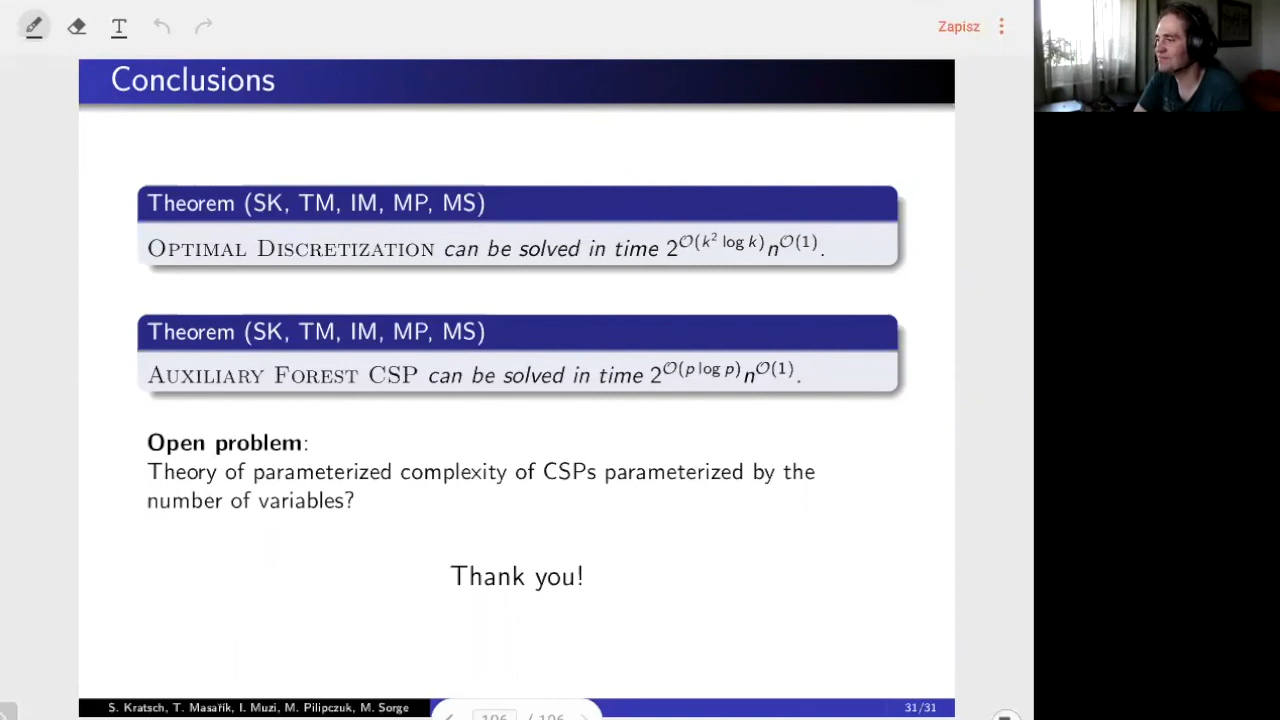 T
Zapisz
Conclusions
Theorem (SK, TM, IM, MP, MS)
Optimal Discretization can be solved in time 2^{𝒪(k² log k)} n^{𝒪(1)}.
Theorem (SK, TM, IM, MP, MS)
Auxiliary Forest CSP can be solved in time 2^{𝒪(p log p)} n^{𝒪(1)}.
Open problem:
Theory of parameterized complexity of CSPs parameterized by the
number of variables?
Thank you!
S. Kratsch, T. Masařík, I. Muzi, M. Pilipczuk, M. Sorge
106 / 106
31/31